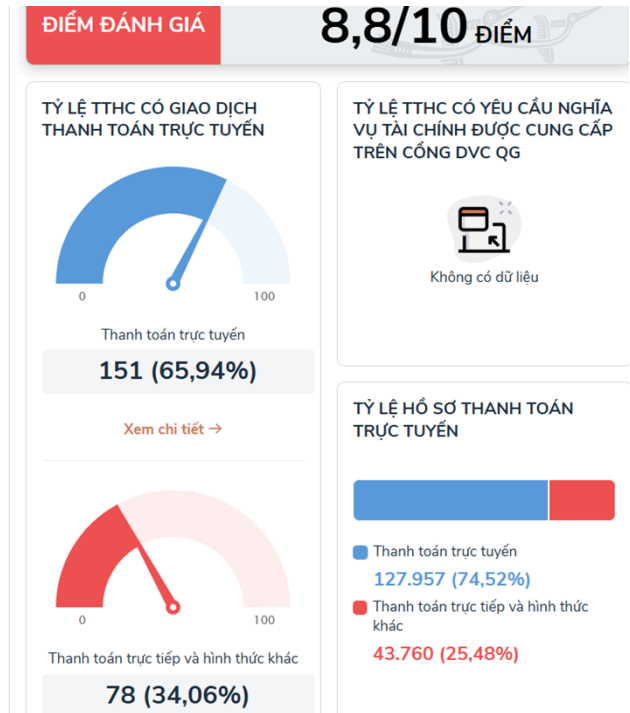 ĐIỂM ĐÁNH GIÁ
8,8/10 ĐIỂM
TỶ LỆ TTHC CÓ GIAO DỊCH
THANH TOÁN TRỰC TUYẾN
0
100
Thanh toán trực tuyến
151 (65,94%)
Xem chi tiết →
0
100
Thanh toán trực tiếp và hình thức khác
78 (34,06%)
TỶ LỆ TTHC CÓ YÊU CẦU NGHĨA
VỤ TÀI CHÍNH ĐƯỢC CUNG CẤP
TRÊN CỔNG DVC QG
Không có dữ liệu
TỶ LỆ HỒ SƠ THANH TOÁN
TRỰC TUYẾN
Thanh toán trực tuyến
127.957 (74,52%)
Thanh toán trực tiếp và hình thức
khác
43.760 (25,48%)